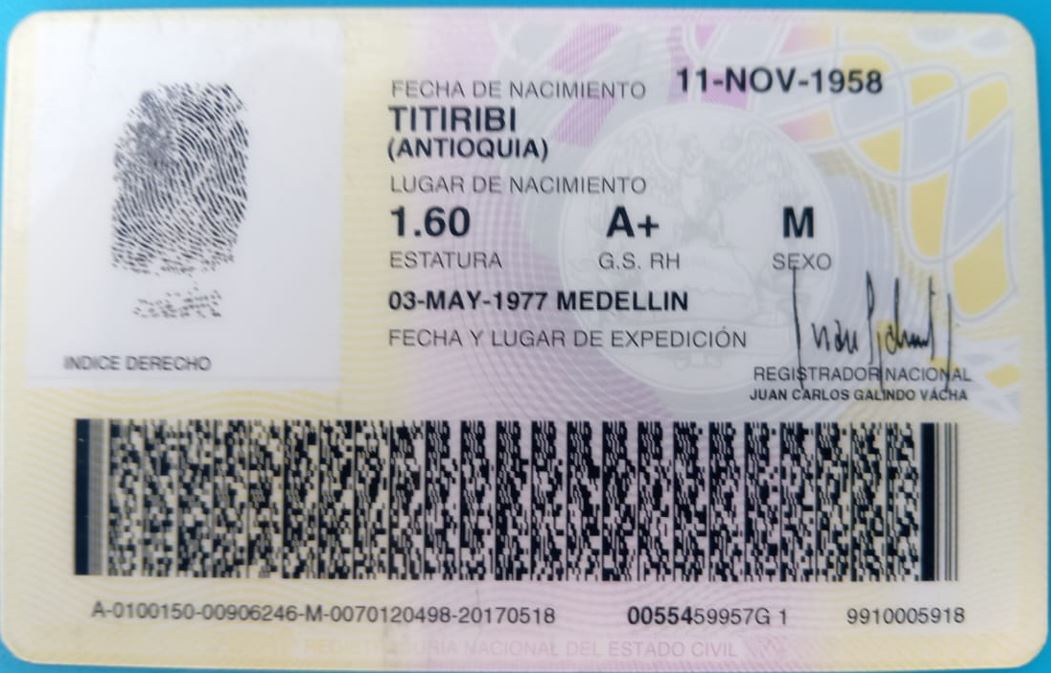 FECHA DE NACIMIENTO 11-NOV-1958
TITIRIBI
(ANTIOQUIA)
LUGAR DE NACIMIENTO
1.60 A+ M
ESTATURA G.S. RH SEXO
03-MAY-1977 MEDELLIN
FECHA Y LUGAR DE EXPEDICIÓN
INDICE DERECHO
REGISTRADOR NACIONAL
JUAN CARLOS GALINDO VÁCHA
A-0100150-00906246-M-0070120498-20170518 0055459957G 1 9910005918
REGISTRADURIA NACIONAL DEL ESTADO CIVIL